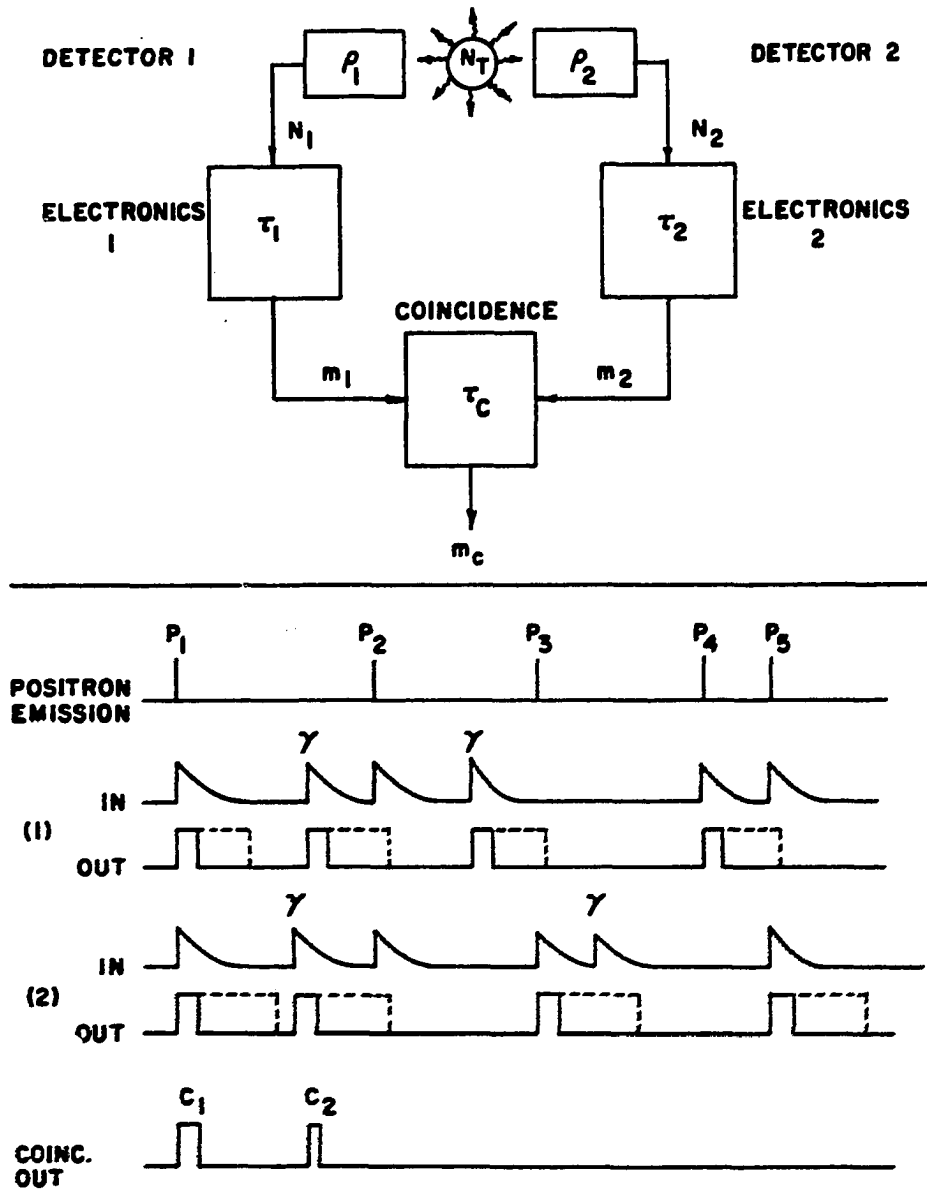 DETECTOR 1
ρ1
NT
ρ2
DETECTOR 2
N1
N2
ELECTRONICS
1
τ1
τ2
ELECTRONICS
2
COINCIDENCE
m1
τC
m2
mc
P1
P2
P3
P4
P5
POSITRON
EMISSION
γ
γ
IN
(1)
OUT
γ
γ
IN
(2)
OUT
C1
C2
COINC.
OUT